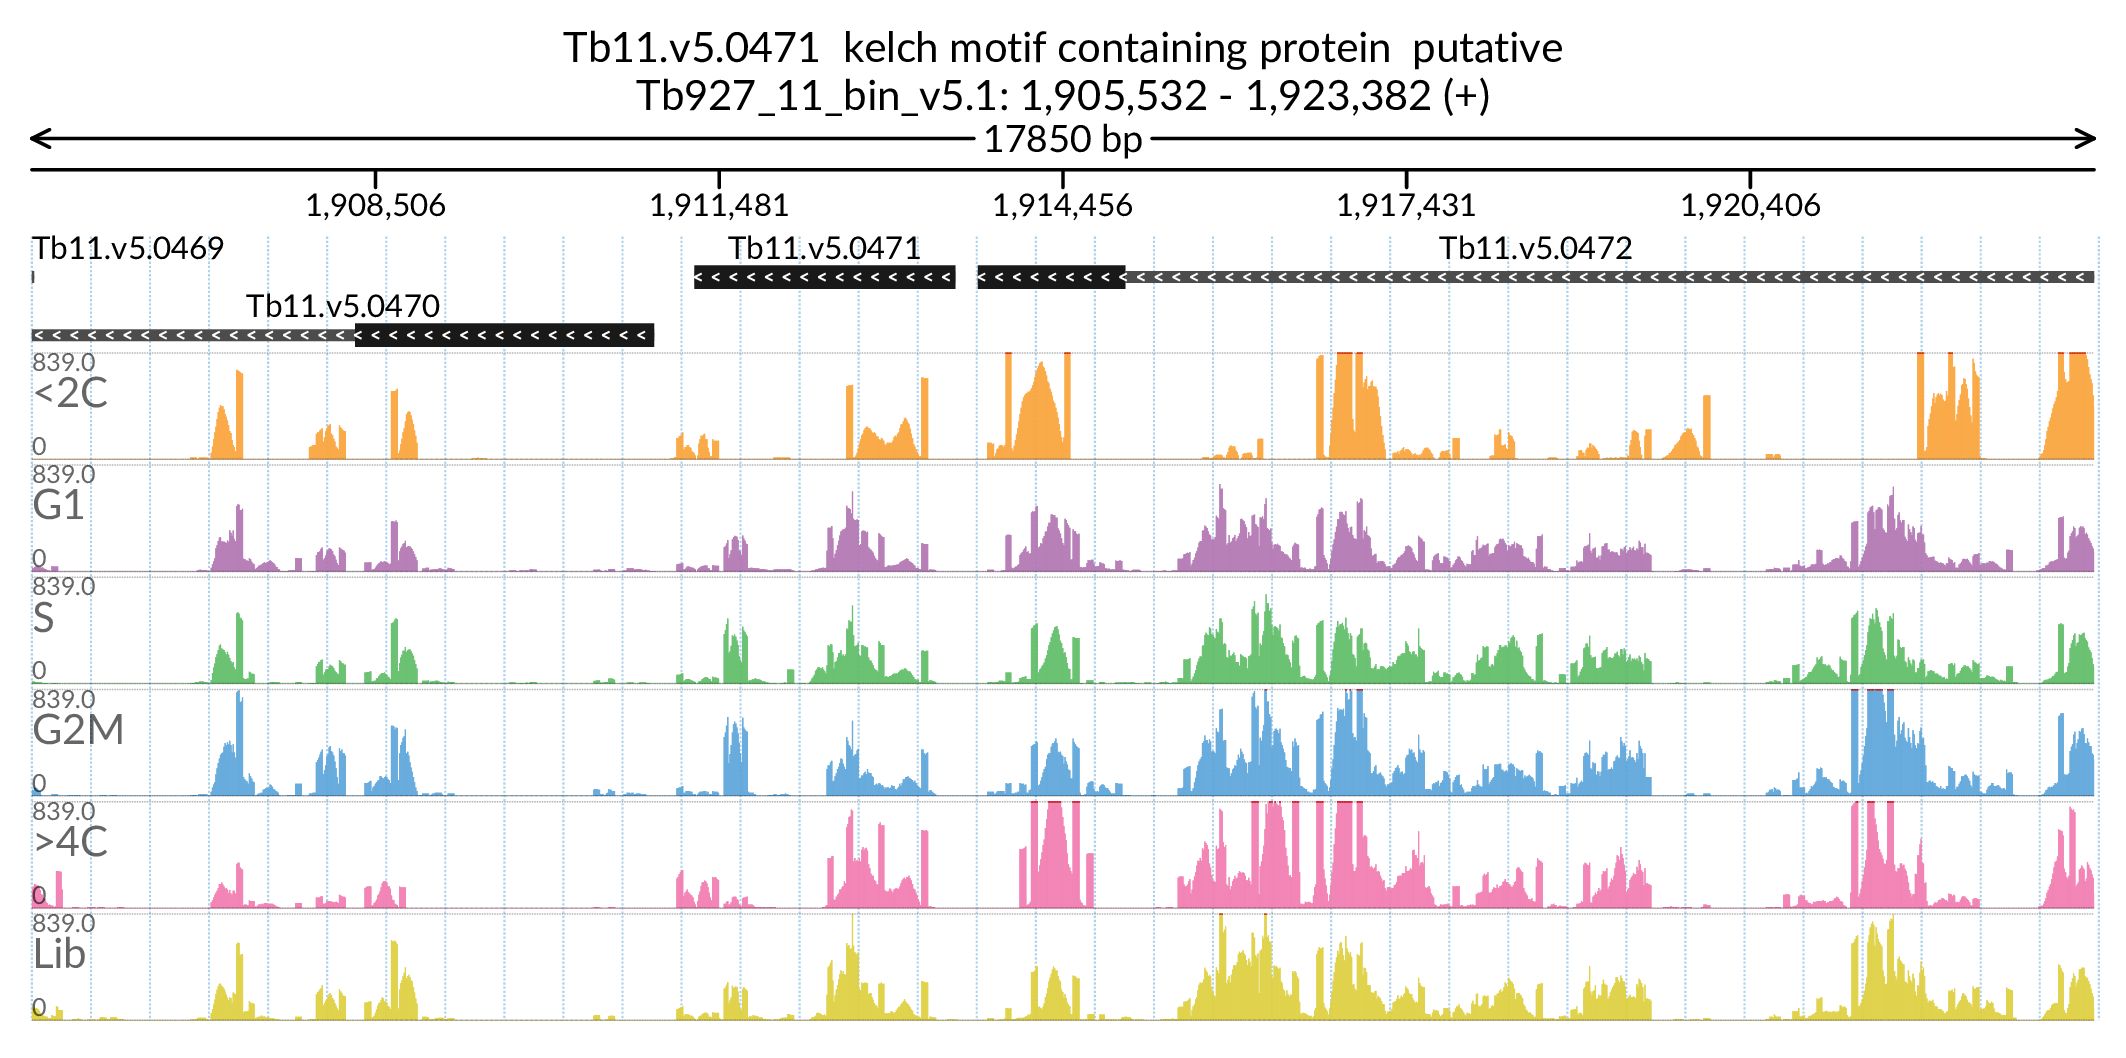 Tb11.v5.0471 kelch motif containing protein putative
Tb927_11_bin_v5.1: 1,905,532 - 1,923,382 (+)
17850 bp
1,908,506 1,911,481 1,914,456 1,917,431 1,920,406
Tb11.v5.0469 Tb11.v5.0471 Tb11.v5.0472
Tb11.v5.0470
839.0
<2C
0
839.0
G1
0
839.0
S
0
839.0
G2M
0
839.0
>4C
0
839.0
Lib
0